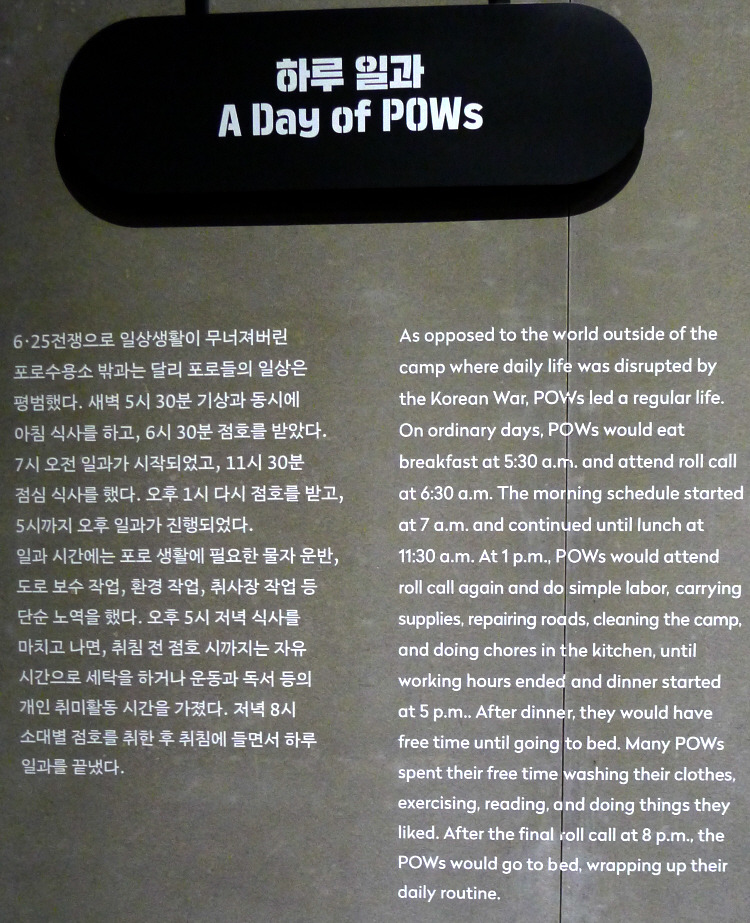 하루 일과
A Day of POWs
6·25전쟁으로 일상생활이 무너져버린
포로수용소 밖과는 달리 포로들의 일상은
평범했다. 새벽 5시 30분 기상과 동시에
아침 식사를 하고, 6시 30분 점호를 받았다.
7시 오전 일과가 시작되었고, 11시 30분
점심 식사를 했다. 오후 1시 다시 점호를 받고,
5시까지 오후 일과가 진행되었다.
일과 시간에는 포로 생활에 필요한 물자 운반,
도로 보수 작업, 환경 작업, 취사장 작업 등
단순 노역을 했다. 오후 5시 저녁 식사를
마치고 나면, 취침 전 점호 시까지는 자유
시간으로 세탁을 하거나 운동과 독서 등의
개인 취미활동 시간을 가졌다. 저녁 8시
소대별 점호를 취한 후 취침에 들면서 하루
일과를 끝냈다.
As opposed to the world outside of the
camp where daily life was disrupted by
the Korean War, POWs led a regular life.
On ordinary days, POWs would eat
breakfast at 5:30 a.m. and attend roll call
at 6:30 a.m. The morning schedule started
at 7 a.m. and continued until lunch at
11:30 a.m. At 1 p.m., POWs would attend
roll call again and do simple labor, carrying
supplies, repairing roads, cleaning the camp,
and doing chores in the kitchen, until
working hours ended and dinner started
at 5 p.m.. After dinner, they would have
free time until going to bed. Many POWs
spent their free time washing their clothes,
exercising, reading, and doing things they
liked. After the final roll call at 8 p.m., the
POWs would go to bed, wrapping up their
daily routine.